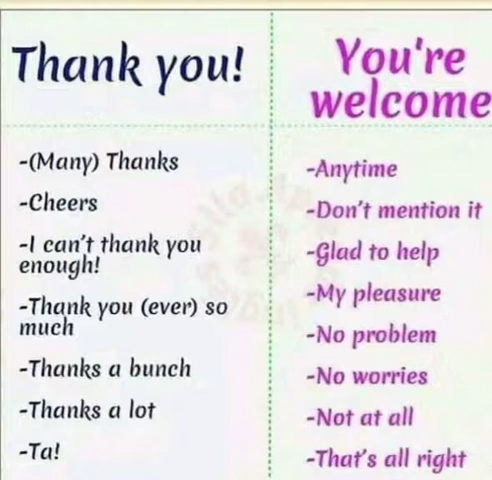 Thank you!
-(Many) Thanks
-Cheers
-I can't thank you
enough!
-Thank you (ever) so
much
-Thanks a bunch
-Thanks a lot
-Ta!
You're
welcome
-Anytime
-Don't mention it
-Glad to help
-My pleasure
-No problem
-No worries
-Not at all
-That's all right